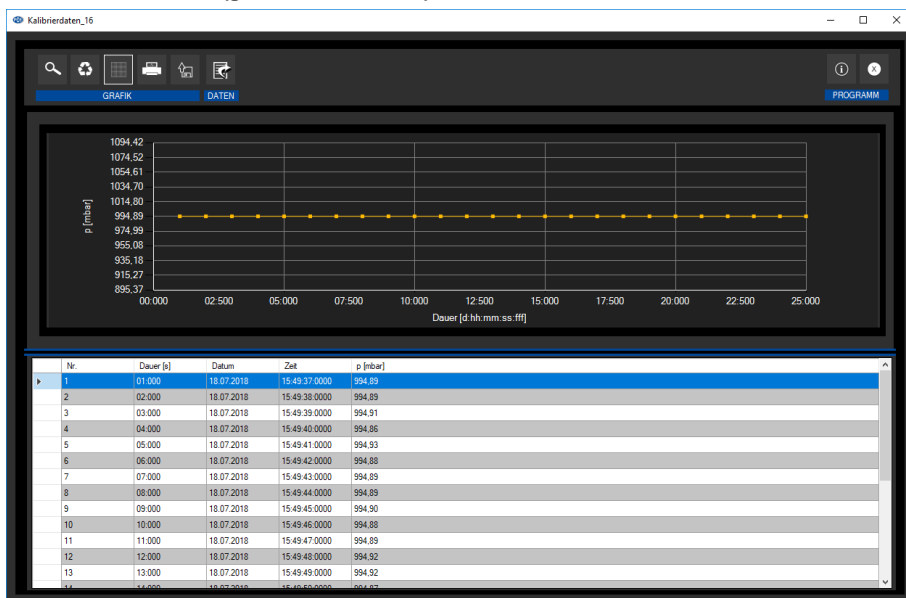 Kalibrierdaten_16
GRAFIK DATEN PROGRAMM
1094,42
1074,52
1054,61
1034,70
1014,80
994,89
974,99
955,08
935,18
915,27
895,37
p [mbar]
00:000 02:500 05:000 07:500 10:000 12:500 15:000 17:500 20:000 22:500 25:000
Dauer [d:hh:mm:ss:fff]
Nr. Dauer [s] Datum Zeit p [mbar]
1 01:000 18.07.2018 15:49:37:0000 994,89
2 02:000 18.07.2018 15:49:38:0000 994,89
3 03:000 18.07.2018 15:49:39:0000 994,91
4 04:000 18.07.2018 15:49:40:0000 994,86
5 05:000 18.07.2018 15:49:41:0000 994,93
6 06:000 18.07.2018 15:49:42:0000 994,88
7 07:000 18.07.2018 15:49:43:0000 994,89
8 08:000 18.07.2018 15:49:44:0000 994,89
9 09:000 18.07.2018 15:49:45:0000 994,90
10 10:000 18.07.2018 15:49:46:0000 994,88
11 11:000 18.07.2018 15:49:47:0000 994,89
12 12:000 18.07.2018 15:49:48:0000 994,92
13 13:000 18.07.2018 15:49:49:0000 994,92